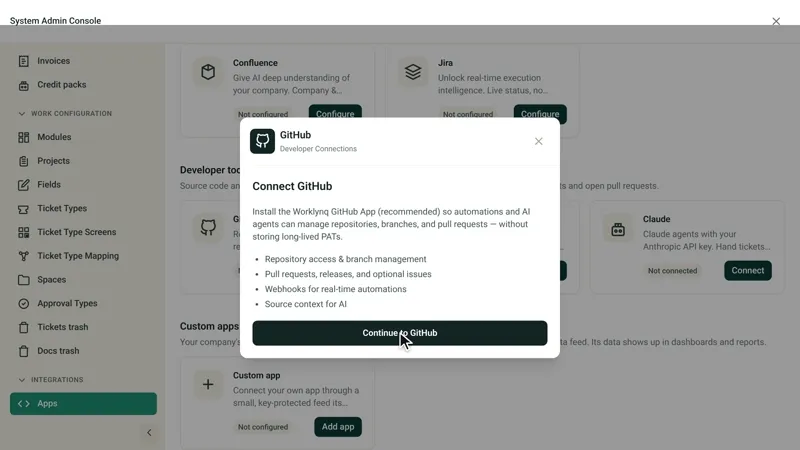 System Admin Console
Invoices
Credit packs
WORK CONFIGURATION
Modules
Projects
Fields
Ticket Types
Ticket Type Screens
Ticket Type Mapping
Spaces
Approval Types
Tickets trash
Docs trash
INTEGRATIONS
Apps
Confluence
Give AI deep understanding of
your company. Company &...
Not configured
Configure
Jira
Unlock real-time execution
intelligence. Live status, no...
Not configured
Configure
Developer
Source code
and open pull requests.
Claude
Claude agents with your
Anthropic API key. Hand tickets...
Not connected
Connect
GitHub
Developer Connections
Connect GitHub
Install the Worklynq GitHub App (recommended) so automations and AI
agents can manage repositories, branches, and pull requests — without
storing long-lived PATs.
• Repository access & branch management
• Pull requests, releases, and optional issues
• Webhooks for real-time automations
• Source context for AI
Continue to GitHub
Custom apps
Your company's
feed. Its data shows up in dashboards and reports.
Custom app
Connect your own app through a
small, key-protected feed its...
Not configured
Add app